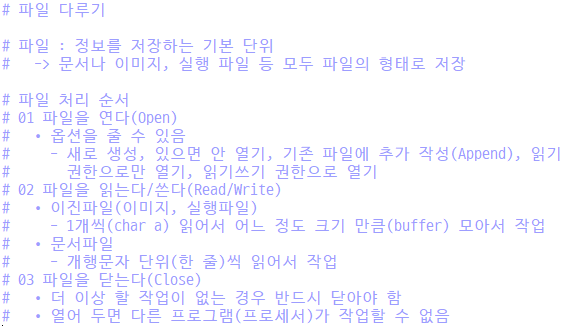 # 파일 다루기
# 파일 : 정보를 저장하는 기본 단위
#   -> 문서나 이미지, 실행 파일 등 모두 파일의 형태로 저장
# 파일 처리 순서
# 01 파일을 연다(Open)
#   • 옵션을 줄 수 있음
#     - 새로 생성, 있으면 안 열기, 기존 파일에 추가 작성(Append), 읽기
#       권한으로만 열기, 읽기쓰기 권한으로 열기
# 02 파일을 읽는다/쓴다(Read/Write)
#   • 이진파일(이미지, 실행파일)
#     - 1개씩(char a) 읽어서 어느 정도 크기 만큼(buffer) 모아서 작업
#   • 문서파일
#     - 개행문자 단위(한 줄)씩 읽어서 작업
# 03 파일을 닫는다(Close)
#   • 더 이상 할 작업이 없는 경우 반드시 닫아야 함
#   • 열어 두면 다른 프로그램(프로세서)가 작업할 수 없음